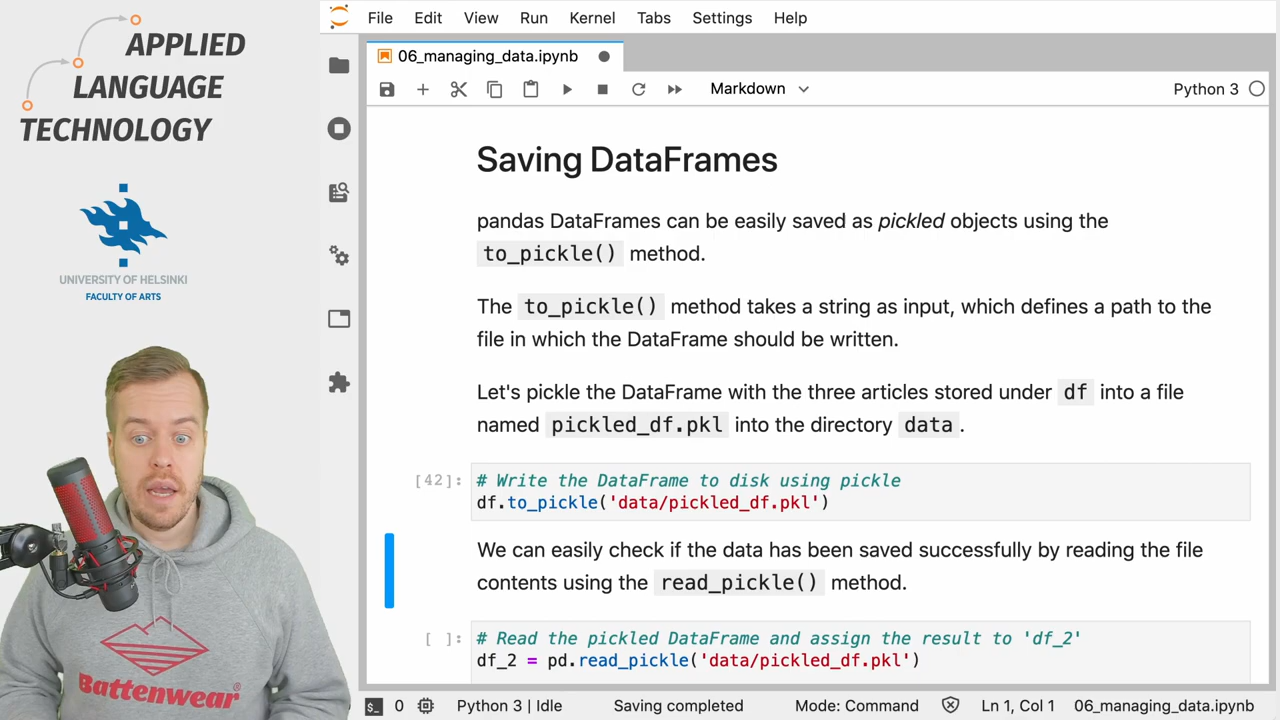 APPLIED
LANGUAGE
TECHNOLOGY
UNIVERSITY OF HELSINKI
FACULTY OF ARTS
Battenwear®
File Edit View Run Kernel Tabs Settings Help
06_managing_data.ipynb
Markdown
Python 3
Saving DataFrames
pandas DataFrames can be easily saved as pickled objects using the
to_pickle() method.
The to_pickle() method takes a string as input, which defines a path to the
file in which the DataFrame should be written.
Let's pickle the DataFrame with the three articles stored under df into a file
named pickled_df.pkl into the directory data.
[42]: # Write the DataFrame to disk using pickle
df.to_pickle('data/pickled_df.pkl')
We can easily check if the data has been saved successfully by reading the file
contents using the read_pickle() method.
[ ]: # Read the pickled DataFrame and assign the result to 'df_2'
df_2 = pd.read_pickle('data/pickled_df.pkl')
0 Python 3 | Idle Saving completed Mode: Command Ln 1, Col 1 06_managing_data.ipynb